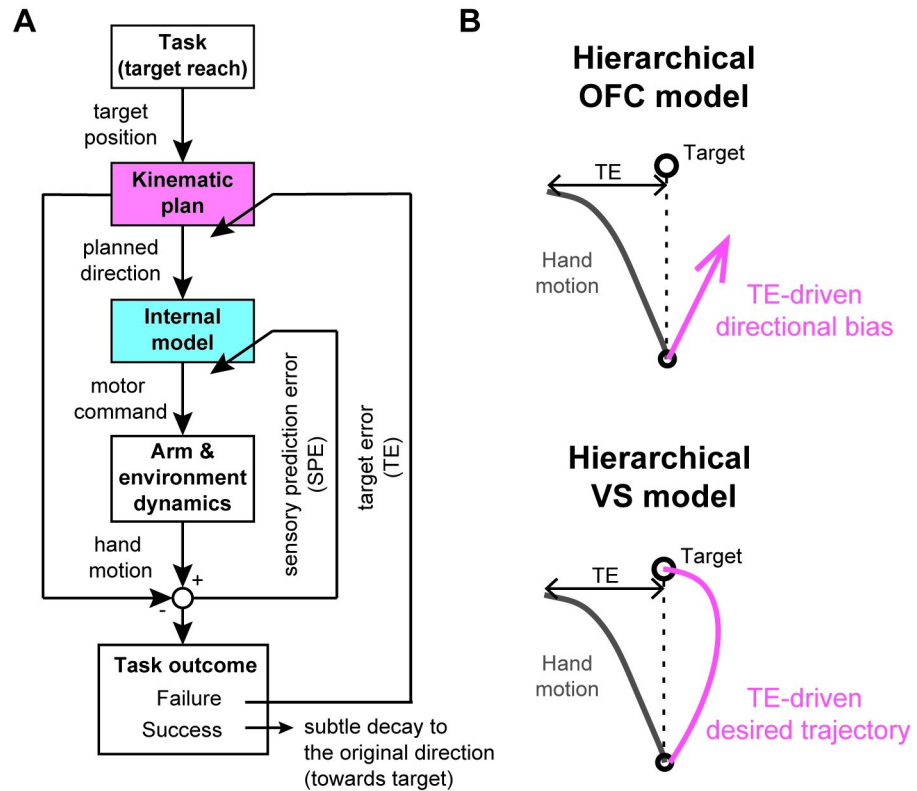 A
Task
(target reach)
target
position
Kinematic
plan
planned
direction
Internal
model
motor
command
Arm &
environment
dynamics
hand
motion
+
-
sensory prediction error
(SPE)
target error
(TE)
Task outcome
Failure
Success
subtle decay to
the original direction
(towards target)
B
Hierarchical
OFC model
Target
TE
Hand
motion
TE-driven
directional bias
Hierarchical
VS model
Target
TE
Hand
motion
TE-driven
desired trajectory